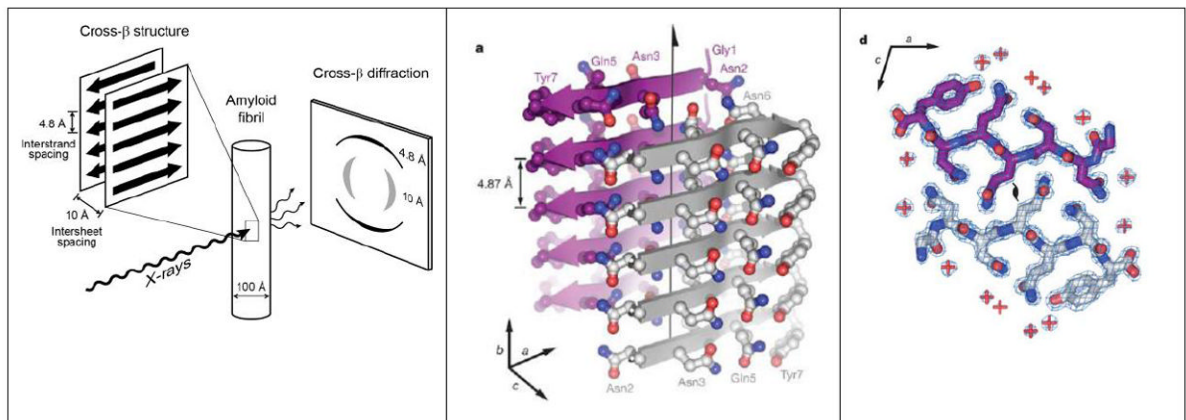 Cross-β structure
4.8 Å
Interstrand
spacing
10 Å
Intersheet
spacing
X-rays
Amyloid
fibril
100 Å
Cross-β diffraction
4.8 Å
10 Å
a
Tyr7
Gln5
Asn3
Gly1
Asn2
Asn6
4.87 Å
b
a
c
Asn2
Asn3
Gln5
Tyr7
d
a
c